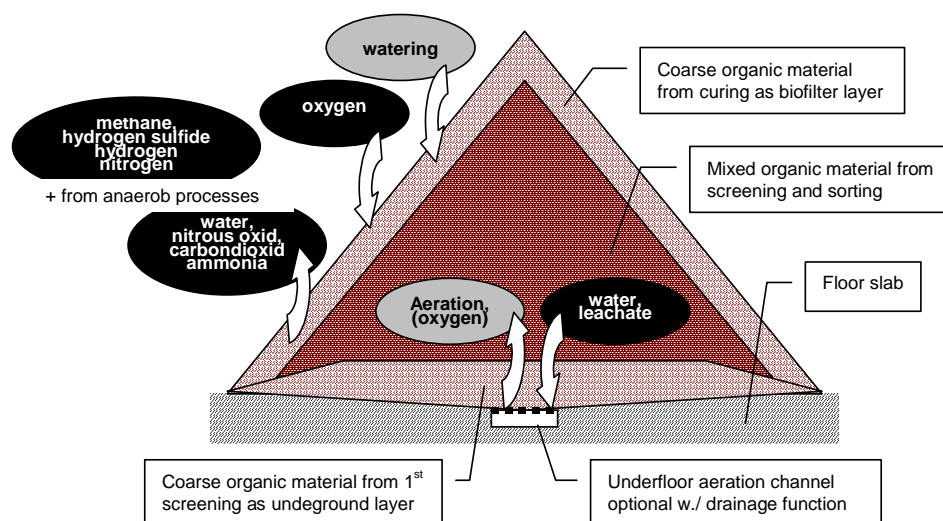 watering
oxygen
methane,
hydrogen sulfide
hydrogen
nitrogen
+ from anaerob processes
water,
nitrous oxid,
carbondioxid
ammonia
Coarse organic material
from curing as biofilter layer
Mixed organic material from
screening and sorting
Floor slab
Aeration,
(oxygen)
water,
leachate
Coarse organic material from 1st
screening as undeground layer
Underfloor aeration channel
optional w./ drainage function